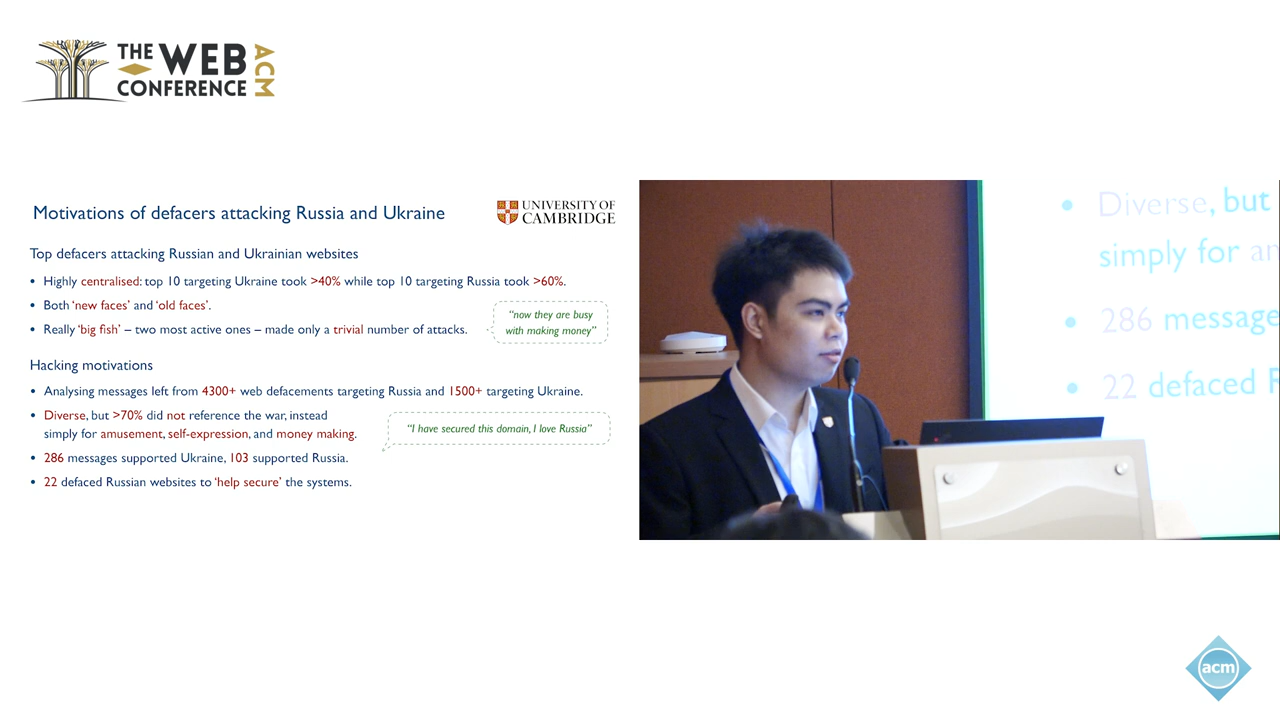 THE WEB
CONFERENCE
ACM
Motivations of defacers attacking Russia and Ukraine
UNIVERSITY OF
CAMBRIDGE
Top defacers attacking Russian and Ukrainian websites
• Highly centralised: top 10 targeting Ukraine took >40% while top 10 targeting Russia took >60%.
• Both ‘new faces’ and ‘old faces’.
• Really ‘big fish’ – two most active ones – made only a trivial number of attacks.
“now they are busy
with making money”
Hacking motivations
• Analysing messages left from 4300+ web defacements targeting Russia and 1500+ targeting Ukraine.
• Diverse, but >70% did not reference the war, instead
simply for amusement, self-expression, and money making.
“I have secured this domain, I love Russia”
• 286 messages supported Ukraine, 103 supported Russia.
• 22 defaced Russian websites to ‘help secure’ the systems.
• Diverse, but
simply for an
• 286 message
• 22 defaced R
acm